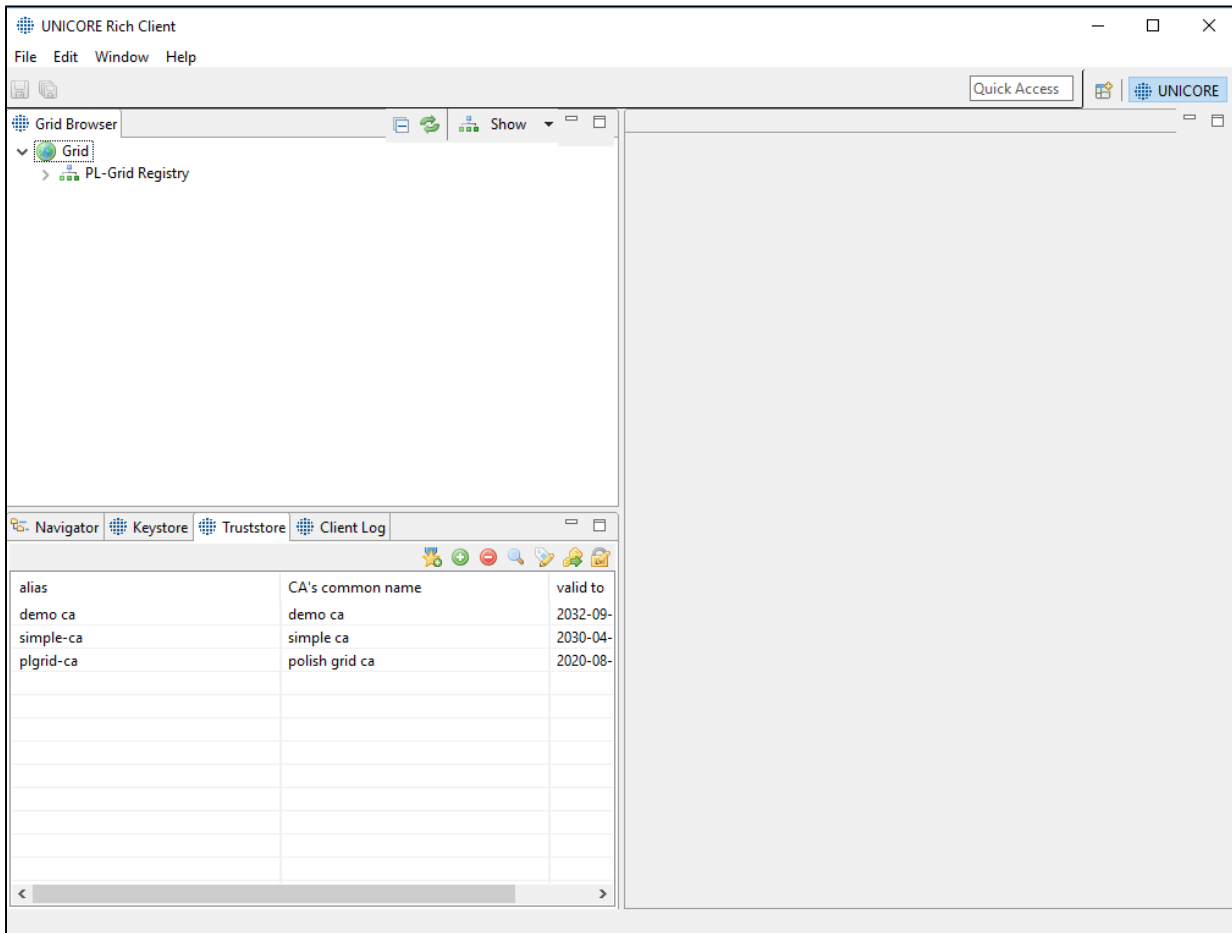 UNICORE Rich Client
File Edit Window Help
Quick Access
UNICORE
Grid Browser
Show
Grid
PL-Grid Registry
Navigator
Keystore
Truststore
Client Log
alias CA's common name valid to
demo ca demo ca 2032-09-
simple-ca simple ca 2030-04-
plgrid-ca polish grid ca 2020-08-